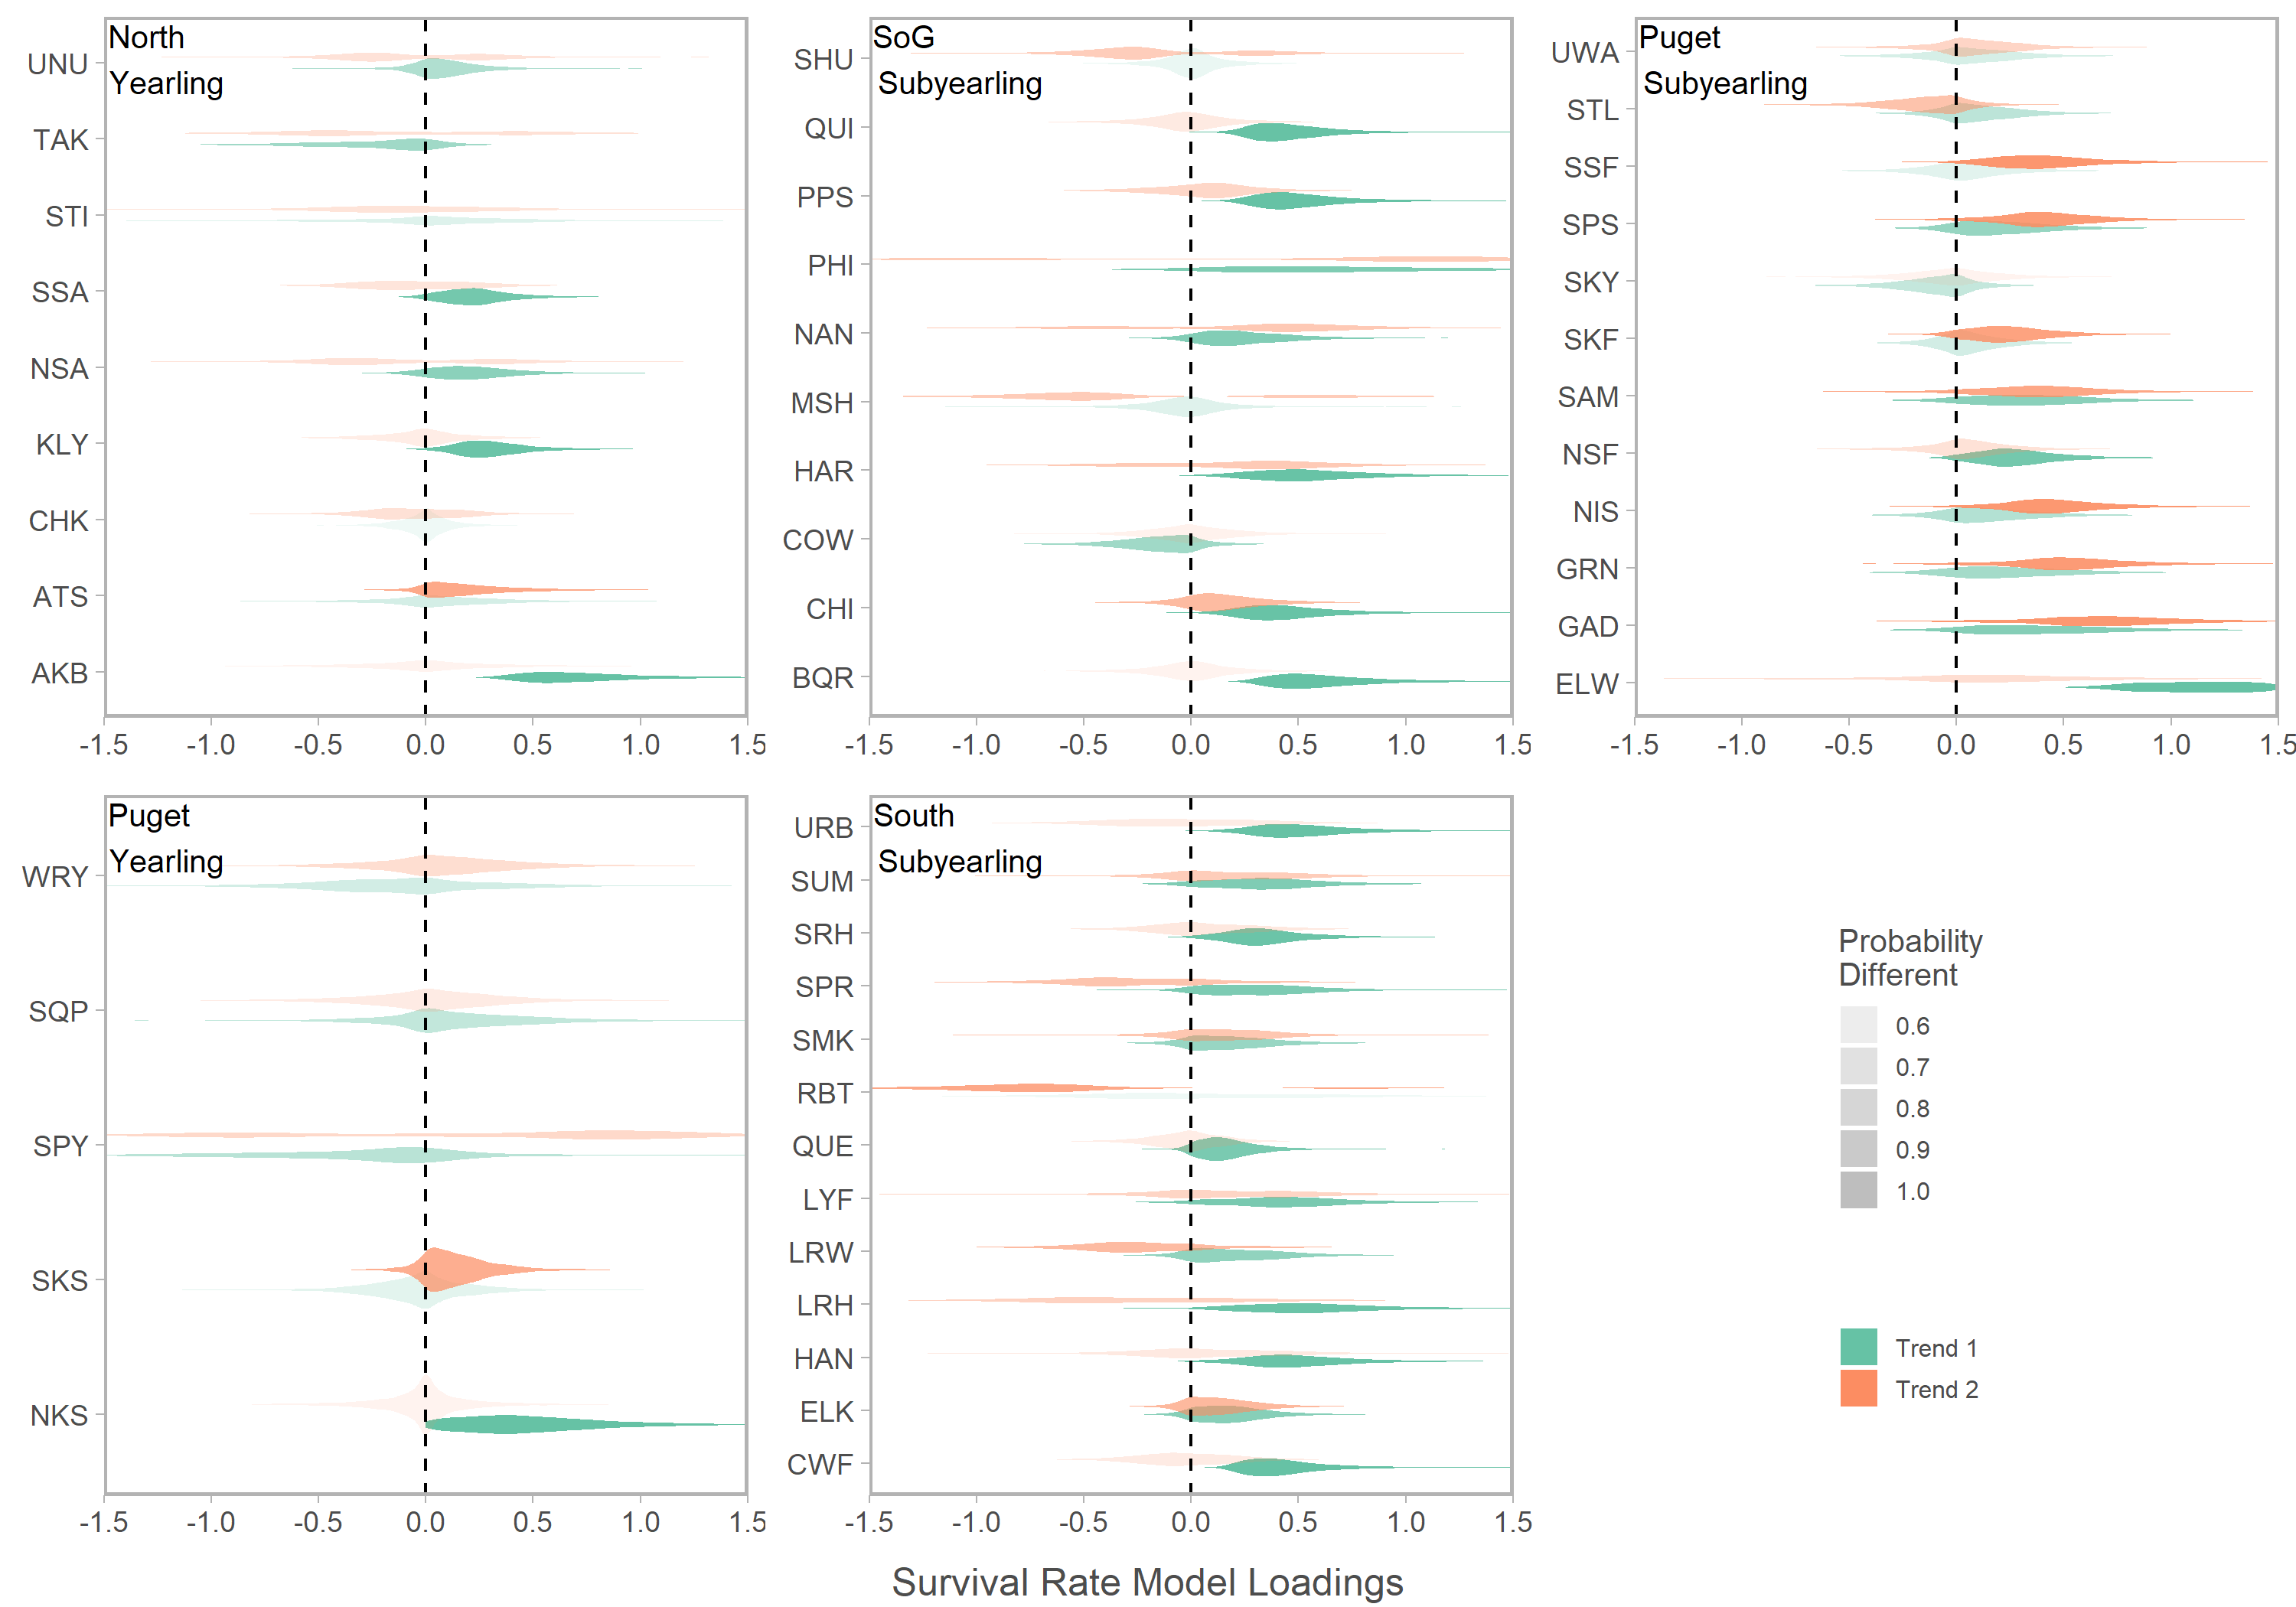 North
Yearling
UNU
TAK
STI
SSA
NSA
KLY
CHK
ATS
AKB
-1.5 -1.0 -0.5 0.0 0.5 1.0 1.5
SoG
Subyearling
SHU
QUI
PPS
PHI
NAN
MSH
HAR
COW
CHI
BQR
-1.5 -1.0 -0.5 0.0 0.5 1.0 1.5
Puget
Subyearling
UWA
STL
SSF
SPS
SKY
SKF
SAM
NSF
NIS
GRN
GAD
ELW
-1.5 -1.0 -0.5 0.0 0.5 1.0 1.5
Puget
Yearling
WRY
SQP
SPY
SKS
NKS
-1.5 -1.0 -0.5 0.0 0.5 1.0 1.5
South
Subyearling
URB
SUM
SRH
SPR
SMK
RBT
QUE
LYF
LRW
LRH
HAN
ELK
CWF
-1.5 -1.0 -0.5 0.0 0.5 1.0 1.5
Probability
Different
0.6
0.7
0.8
0.9
1.0
Trend 1
Trend 2
Survival Rate Model Loadings